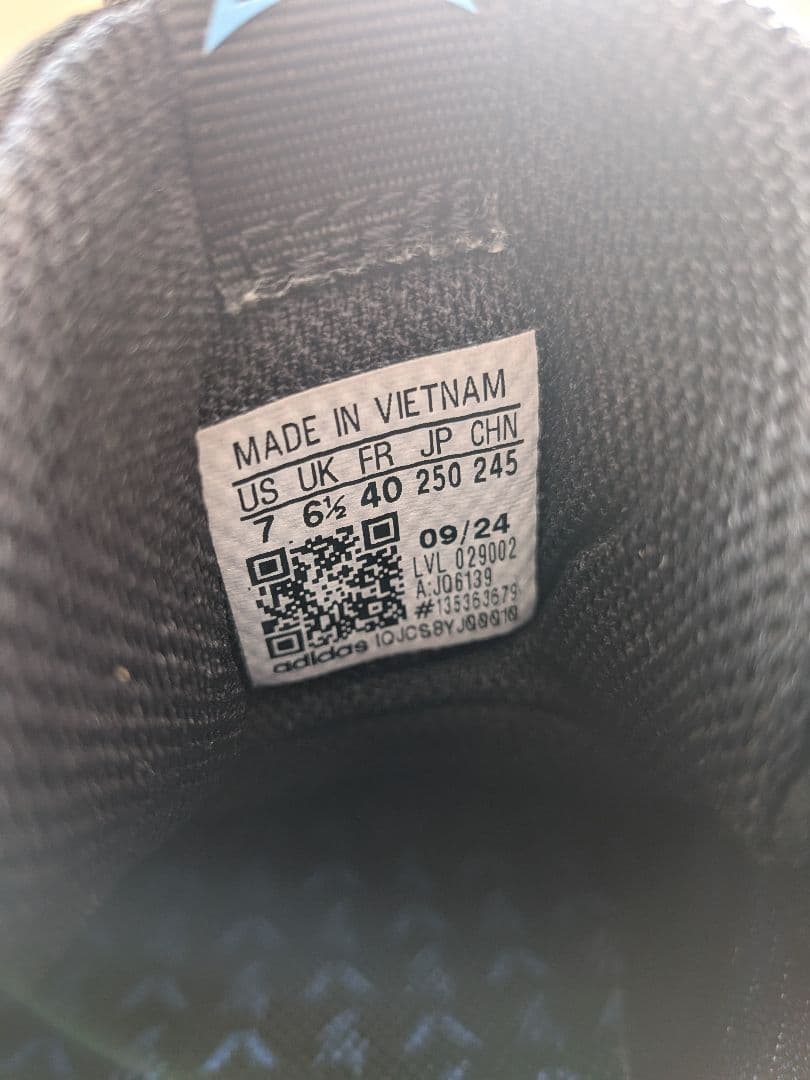 MADE IN VIETNAM
US UK FR JP CHN
7 6½ 40 250 245
09/24
LVL 029002
A:JQ6139
#135363679
adidas 1QJCS8YJ00010